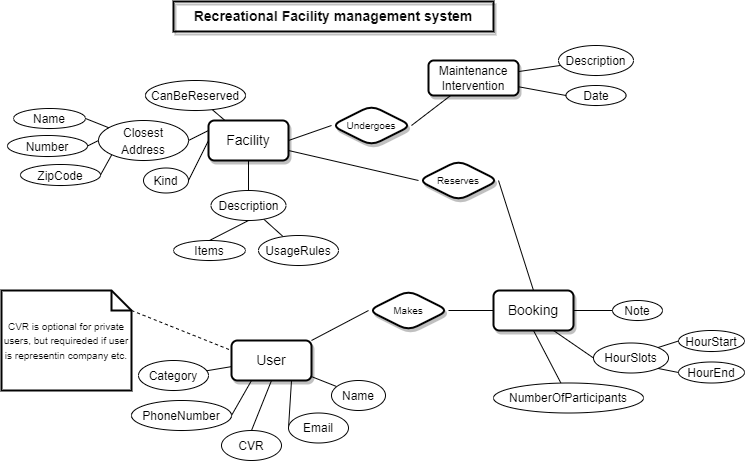 Recreational Facility management system
Description
Maintenance
Intervention
Date
CanBeReserved
Name
Closest
Address
Number
ZipCode
Facility
Undergoes
Kind
Reserves
Description
Items
UsageRules
CVR is optional for private
users, but requireded if user
is representin company etc.
Makes
Booking
Note
HourSlots
HourStart
HourEnd
NumberOfParticipants
User
Category
PhoneNumber
CVR
Email
Name